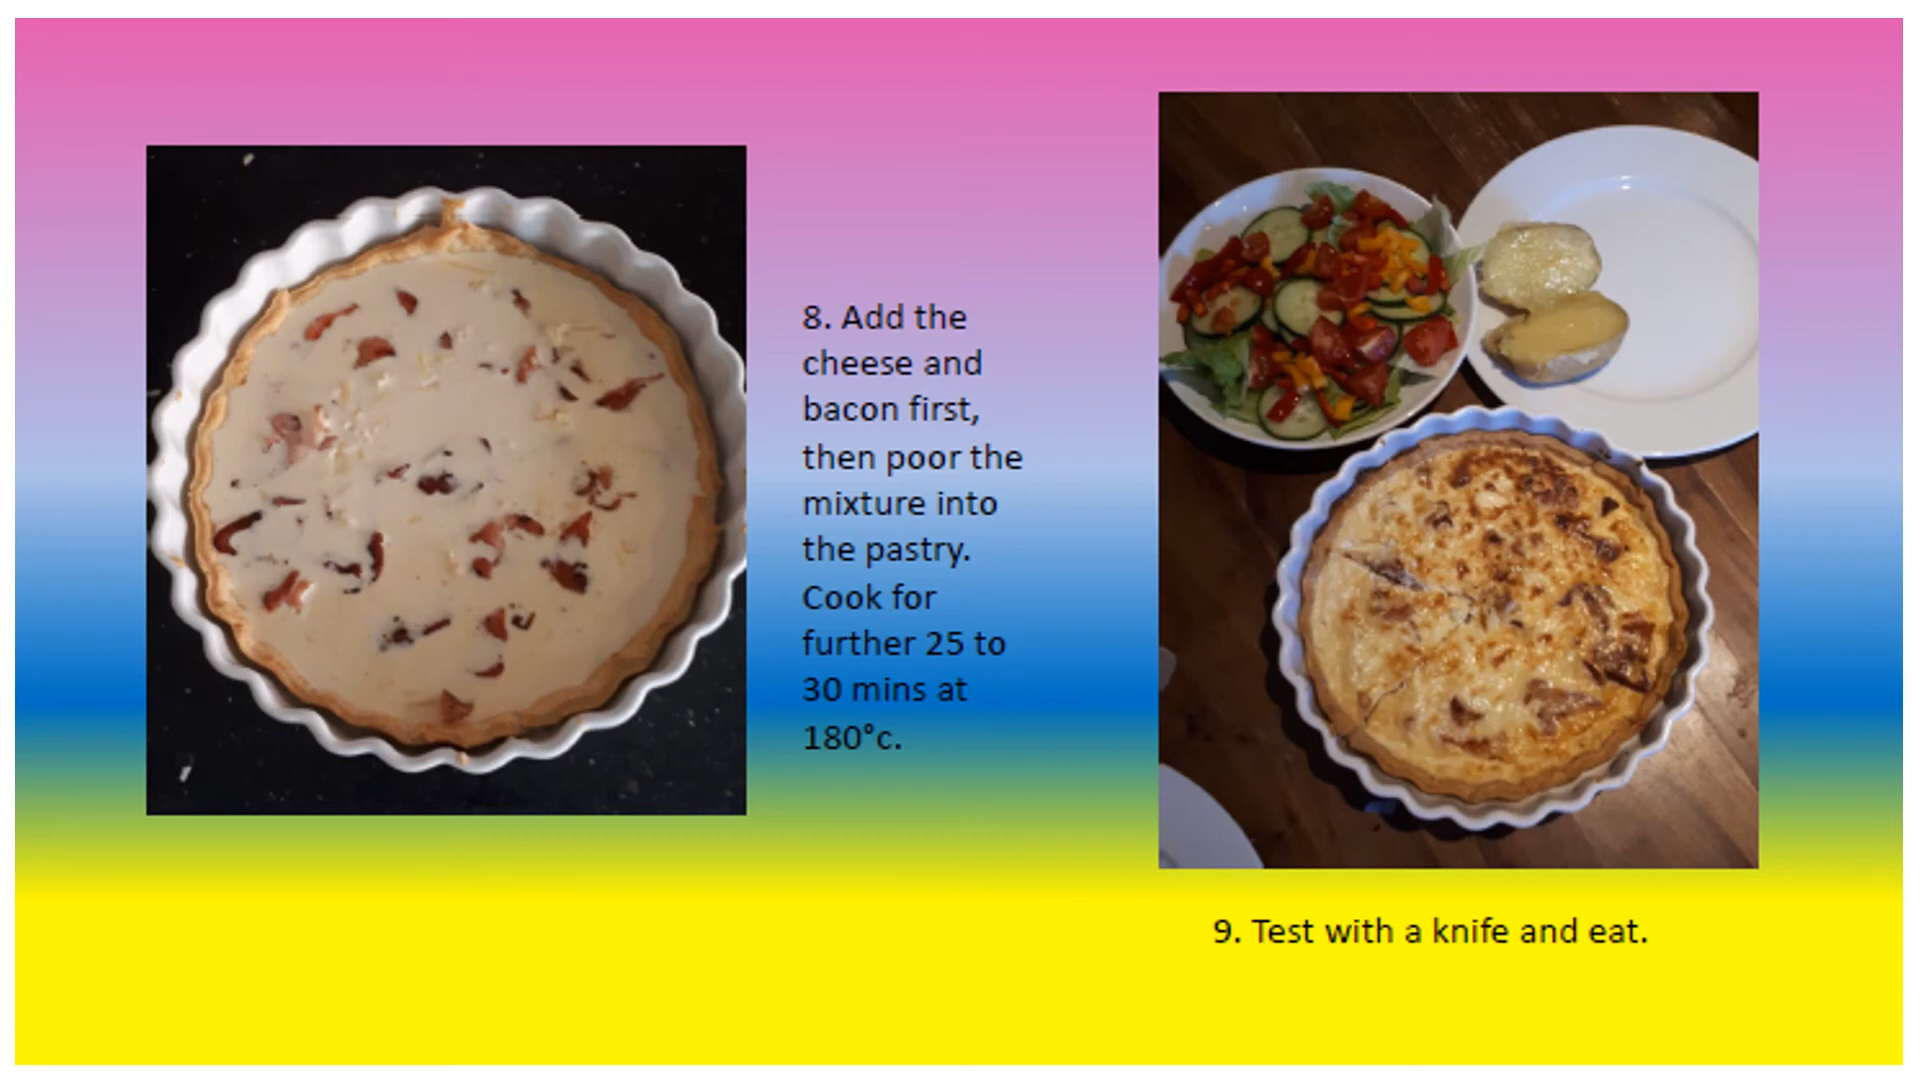 8. Add the
cheese and
bacon first,
then poor the
mixture into
the pastry.
Cook for
further 25 to
30 mins at
180°c.
9. Test with a knife and eat.